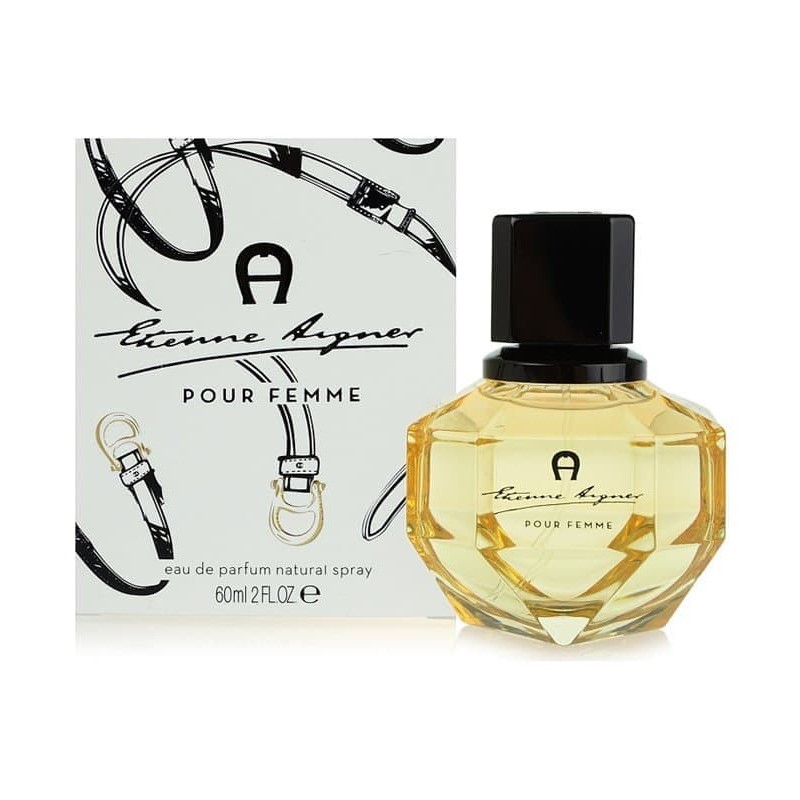 A
Etienne Aigner
POUR FEMME
eau de parfum natural spray
60ml 2 FL.OZ e
A
Etienne Aigner
POUR FEMME